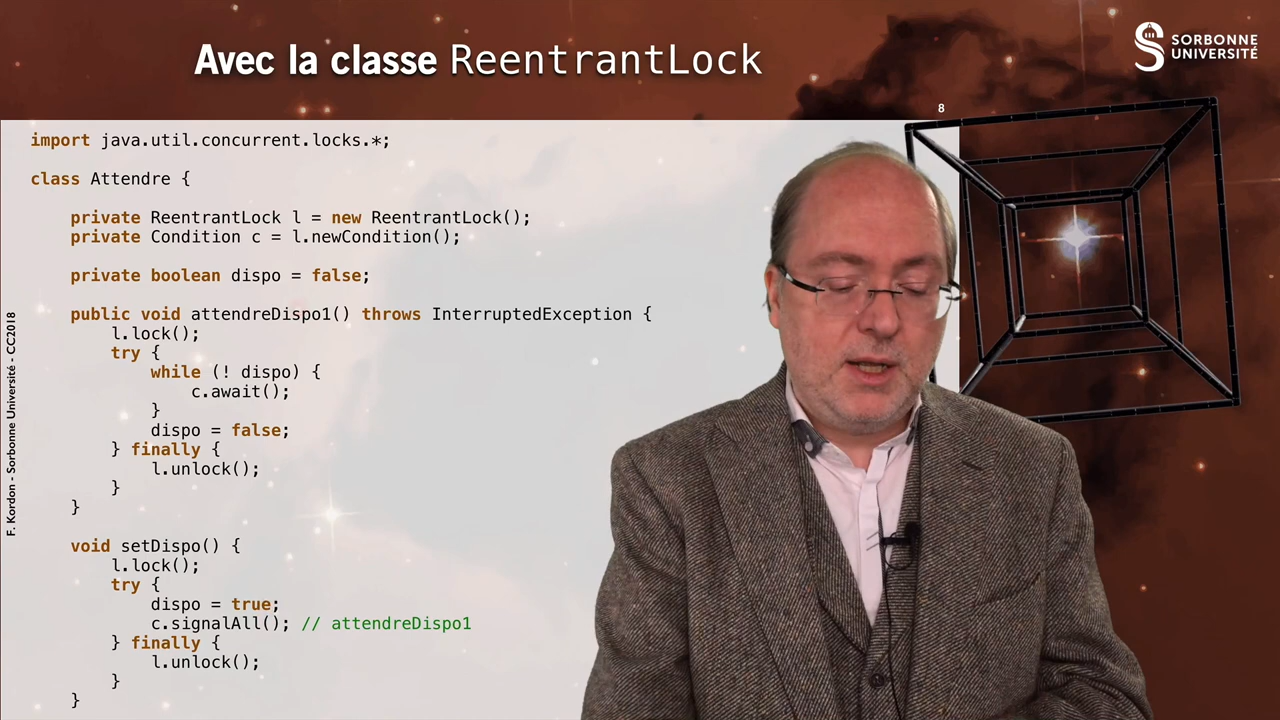 Avec la classe ReentrantLock
SORBONNE
UNIVERSITÉ
8
import java.util.concurrent.locks.*;
class Attendre {
private ReentrantLock l = new ReentrantLock();
private Condition c = l.newCondition();
private boolean dispo = false;
public void attendreDispo1() throws InterruptedException {
l.lock();
try {
while (! dispo) {
c.await();
}
dispo = false;
} finally {
l.unlock();
}
}
void setDispo() {
l.lock();
try {
dispo = true;
c.signalAll(); // attendreDispo1
} finally {
l.unlock();
}
}
F. Kordon - Sorbonne Université - CC2018